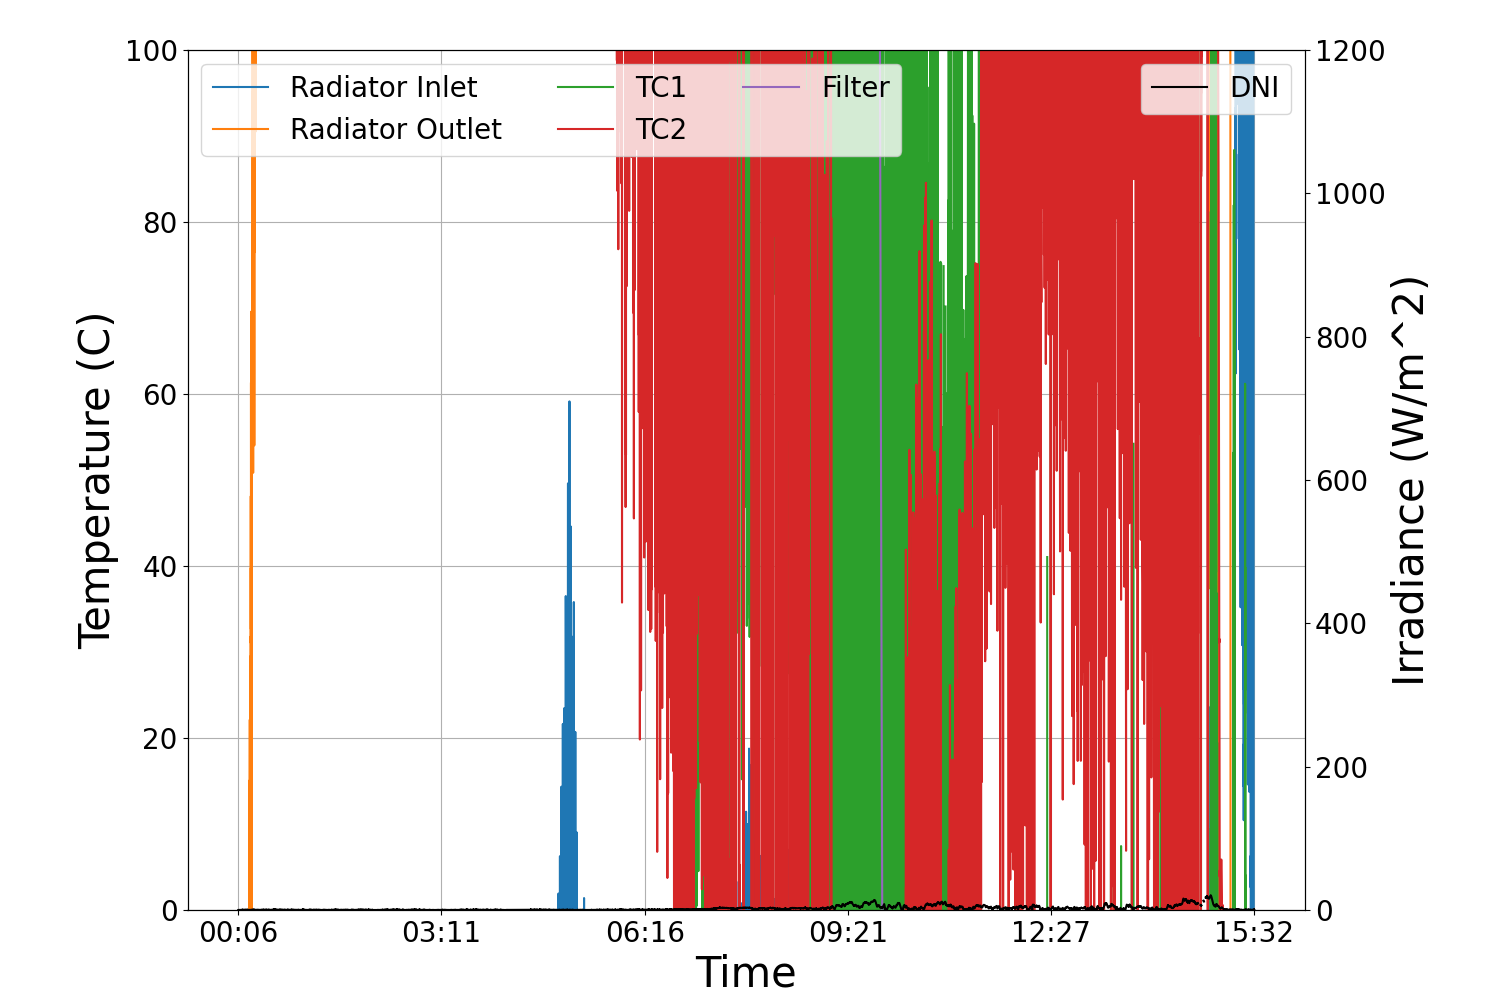 100
80
60
40
20
0
Temperature (C)
Radiator Inlet
Radiator Outlet
TC1
TC2
Filter
DNI
1200
1000
800
600
400
200
0
Irradiance (W/m^2)
00:06
03:11
06:16
09:21
12:27
15:32
Time